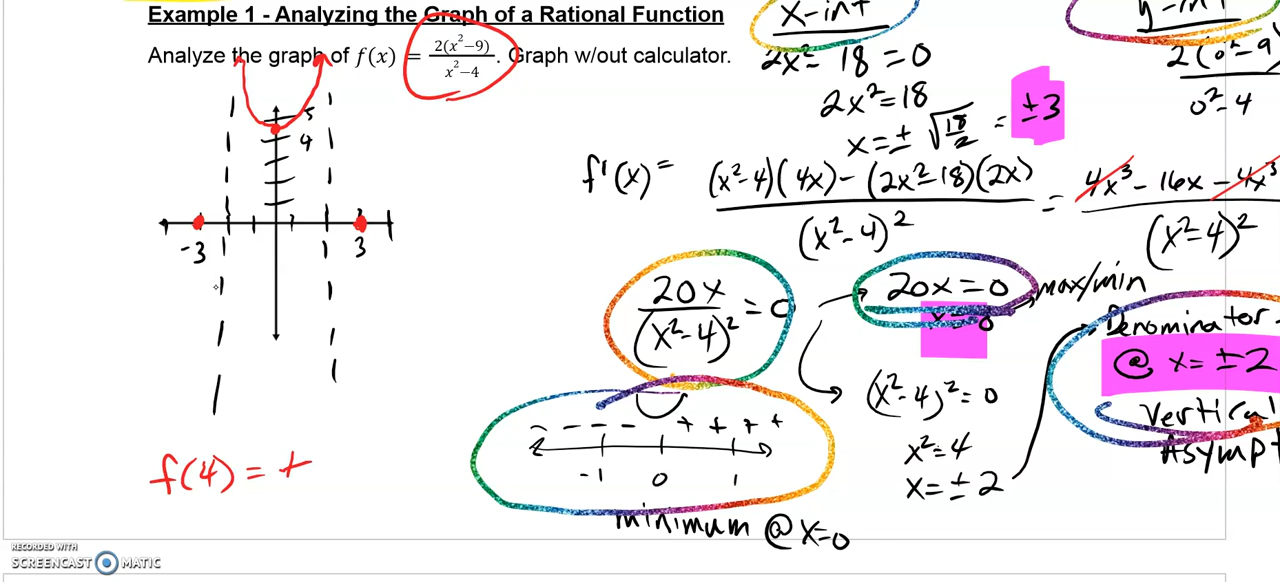 Example 1 - Analyzing the Graph of a Rational Function
Analyze the graph of f(x) = 2(x²-9) / x²-4. Graph w/out calculator.
x-int
2x²-18=0
2x²=18
x=± √18/2 = ±3
2(0²-9)
0²-4
f'(x) = (x²-4)(4x)-(2x²-18)(2x) / (x²-4)² = 4x³-16x-4x³ / (x²-4)²
5
4
-3 3
20x / (x²-4)² = 0
20x=0 max/min
x=0
Denominator
@ x=±2
Vertical
(x²-4)²=0
x²=4
x=±2
- - - - + + + +
-1 0 1
minimum @ x=0
f(4) = +
RECORDED WITH
SCREENCAST MATIC